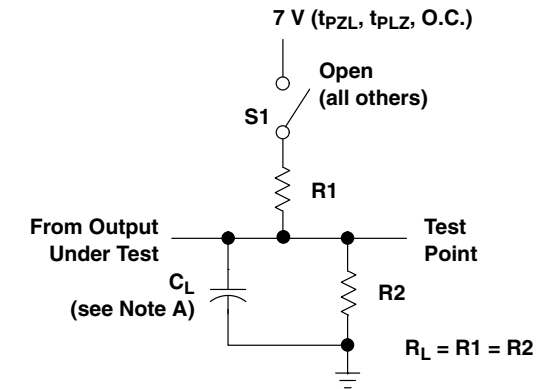 7 V (tPZL, tPLZ, O.C.)
Open
(all others)
S1
R1
From Output
Under Test
Test
Point
CL
(see Note A)
R2
RL = R1 = R2